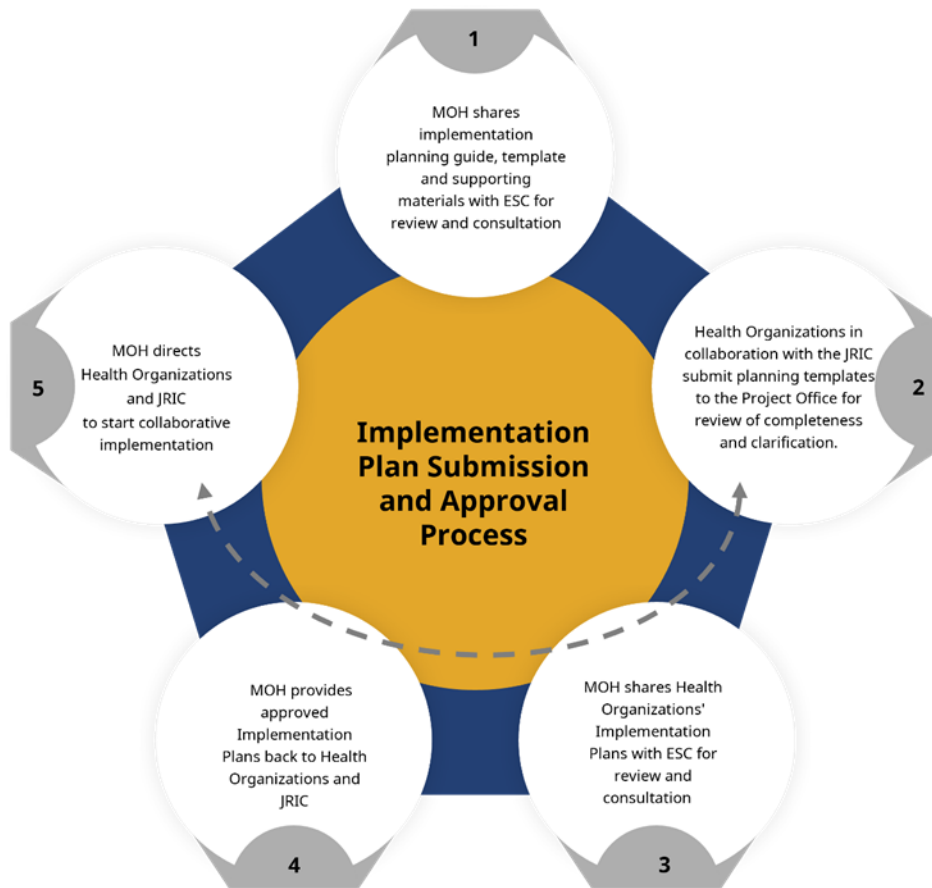 1
MOH shares
implementation
planning guide, template
and supporting
materials with ESC for
review and consultation
2
Health Organizations in
collaboration with the JRIC
submit planning templates
to the Project Office for
review of completeness
and clarification.
3
MOH shares Health
Organizations'
Implementation
Plans with ESC for
review and
consultation
4
MOH provides
approved
Implementation
Plans back to Health
Organizations and
JRIC
5
MOH directs
Health Organizations
and JRIC
to start collaborative
implementation
Implementation
Plan Submission
and Approval
Process